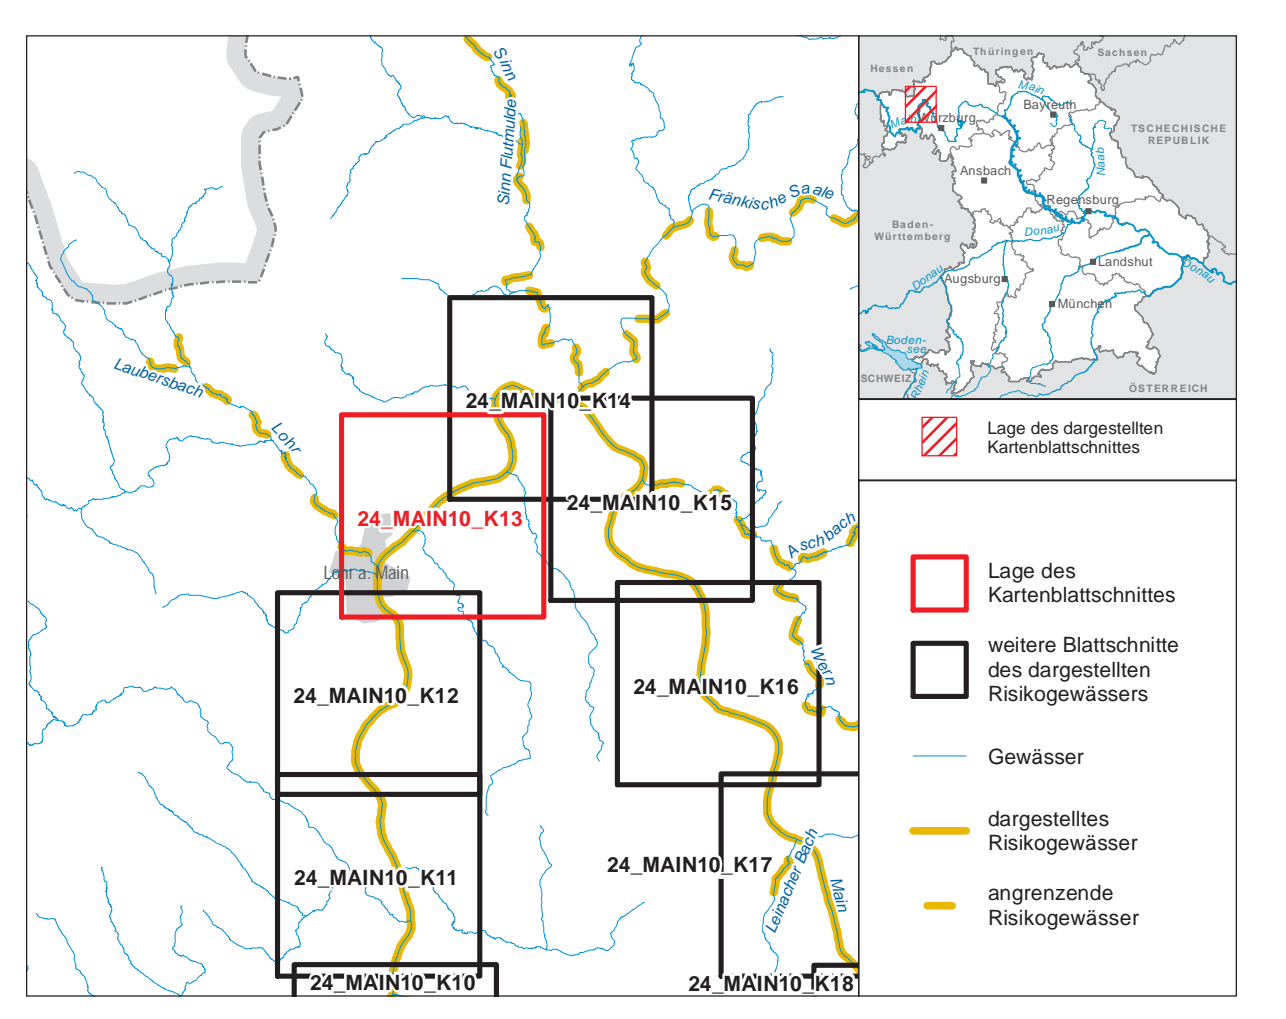 Sinn
Sinn Flutmulde
Fränkische Saale
Laubersbach
Lohr
24_MAIN10_K14
24_MAIN10_K15
24_MAIN10_K13
Lohr a. Main
Aschbach
Wern
24_MAIN10_K12
24_MAIN10_K16
24_MAIN10_K11
24_MAIN10_K17
Leinacher Bach
Main
24_MAIN10_K10
24_MAIN10_K18
Thüringen
Sachsen
Hessen
Main
Bayreuth
Main
Würzburg
TSCHECHISCHE
REPUBLIK
Naab
Ansbach
Regensburg
Baden-
Württemberg
Donau
Landshut
Donau
Donau
Augsburg
München
Boden-
see
SCHWEIZ
Rhein
ÖSTERREICH
Lage des dargestellten
Kartenblattschnittes
Lage des
Kartenblattschnittes
weitere Blattschnitte
des dargestellten
Risikogewässers
Gewässer
dargestelltes
Risikogewässer
angrenzende
Risikogewässer